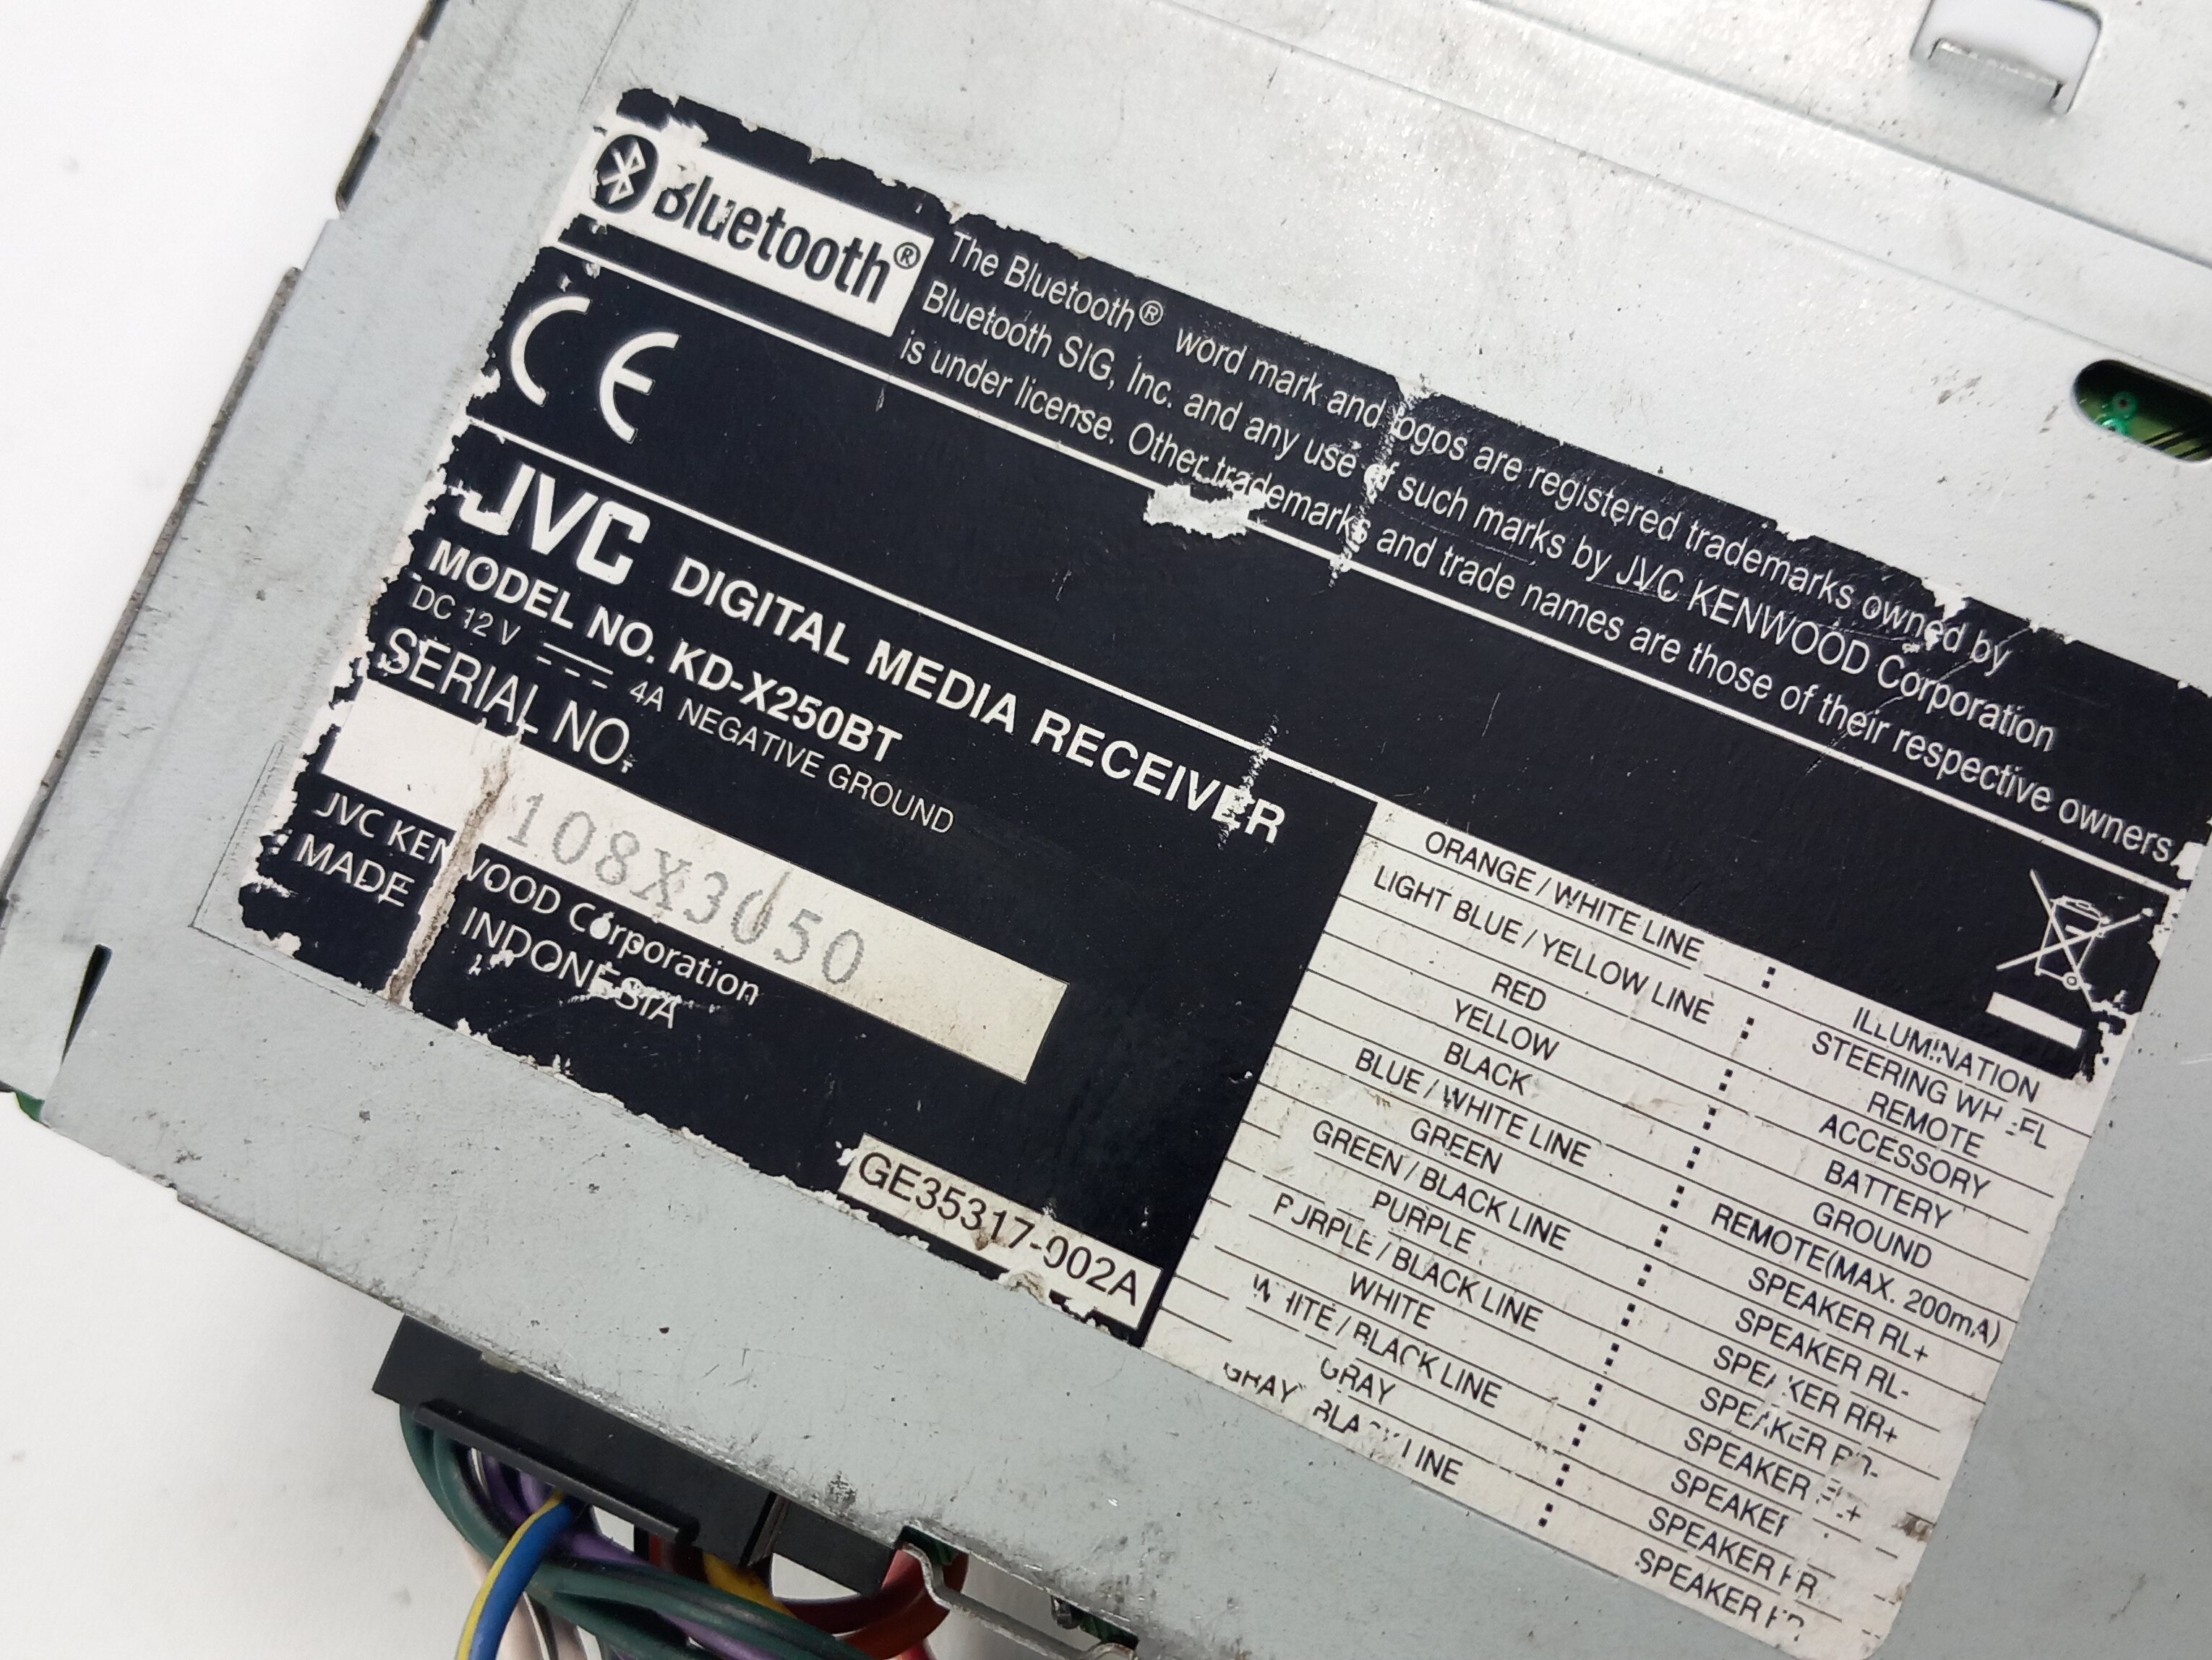 Bluetooth®
The Bluetooth® word mark and logos are registered trademarks owned by
Bluetooth SIG, Inc. and any use of such marks by JVC KENWOOD Corporation
is under license. Other trademarks and trade names are those of their respective owners.
CE
JVC DIGITAL MEDIA RECEIVER
MODEL NO. KD-X250BT
DC 12 V ⎓ 4A NEGATIVE GROUND
SERIAL NO.
108X3050
JVC KENWOOD Corporation
MADE INDONESIA
GE35317-002A
ORANGE / WHITE LINE : ILLUMINATION
LIGHT BLUE / YELLOW LINE : STEERING WHEEL
REMOTE
RED : ACCESSORY
YELLOW : BATTERY
BLACK : GROUND
BLUE / WHITE LINE : REMOTE(MAX. 200mA)
GREEN : SPEAKER RL+
GREEN / BLACK LINE : SPEAKER RL-
PURPLE : SPEAKER RR+
PURPLE / BLACK LINE : SPEAKER RR-
WHITE : SPEAKER FL+
WHITE / BLACK LINE : SPEAKER
GRAY : SPEAKER
GRAY BLACK LINE : SPEAKER